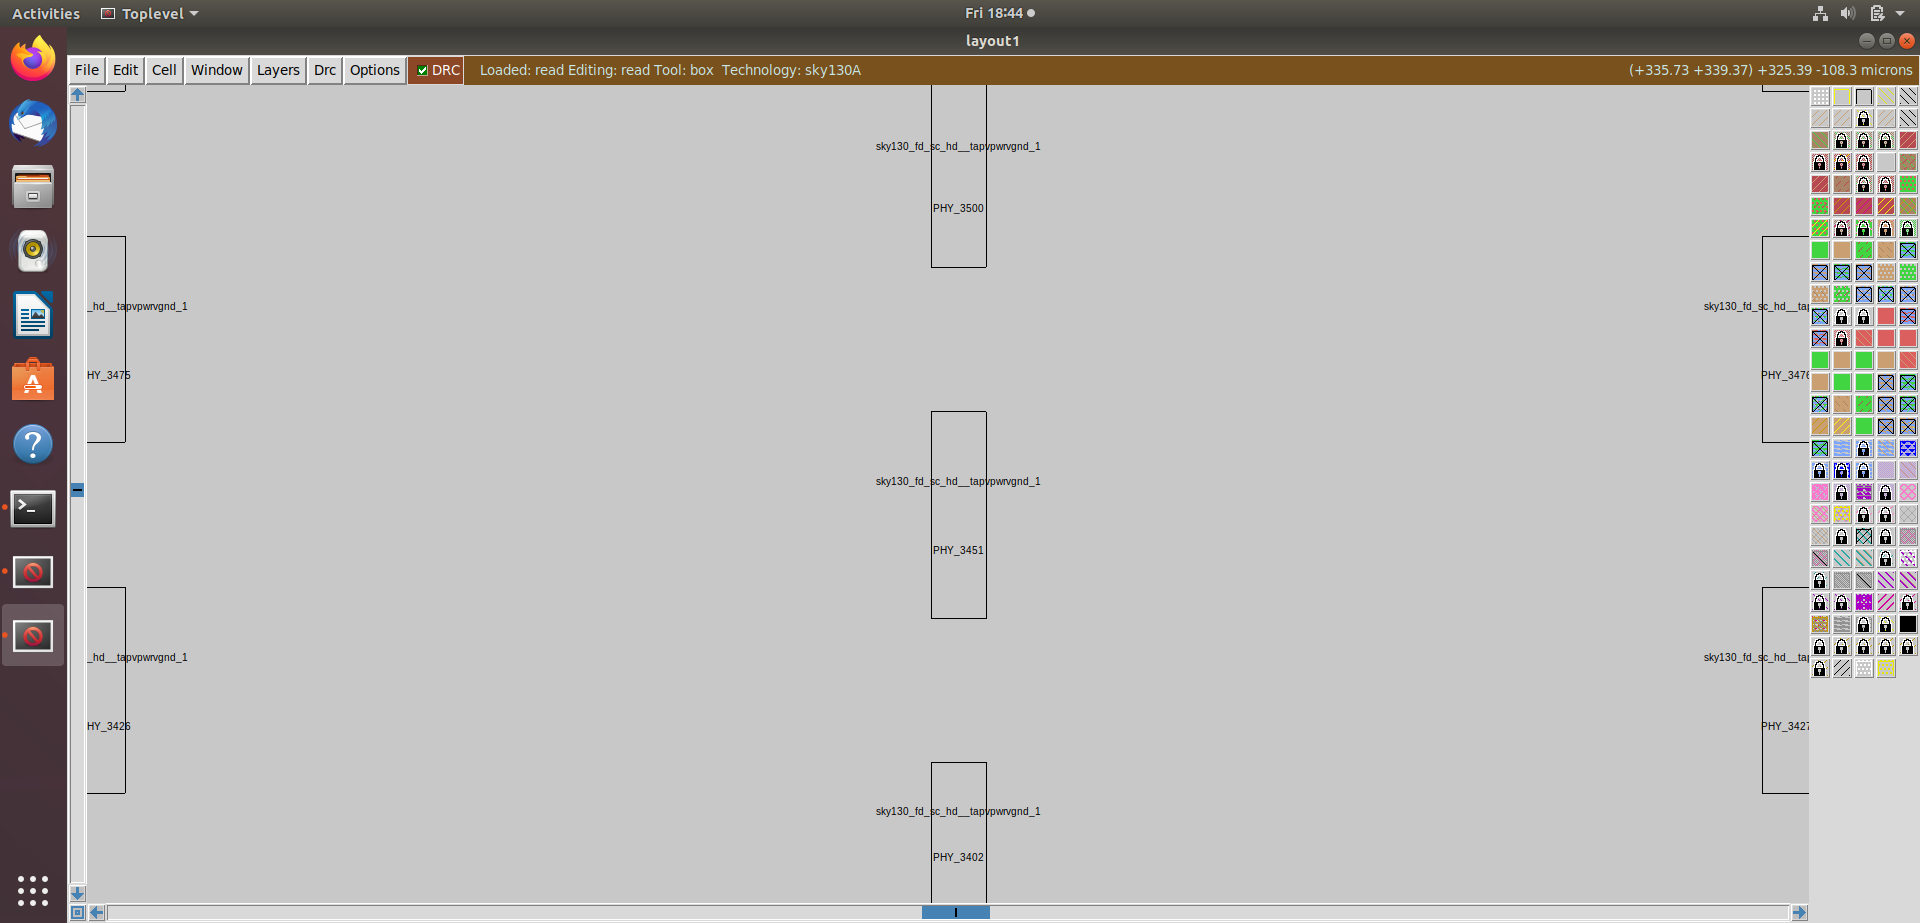 Activities Toplevel Fri 18:44
layout1
File Edit Cell Window Layers Drc Options DRC Loaded: read Editing: read Tool: box Technology: sky130A (+335.73 +339.37) +325.39 -108.3 microns
sky130_fd_sc_hd__tapvpwrvgnd_1
PHY_3500
_hd__tapvpwrvgnd_1 sky130_fd_sc_hd__ta
HY_3475 PHY_3476
sky130_fd_sc_hd__tapvpwrvgnd_1
PHY_3451
_hd__tapvpwrvgnd_1 sky130_fd_sc_hd__ta
HY_3426 PHY_3427
sky130_fd_sc_hd__tapvpwrvgnd_1
PHY_3402